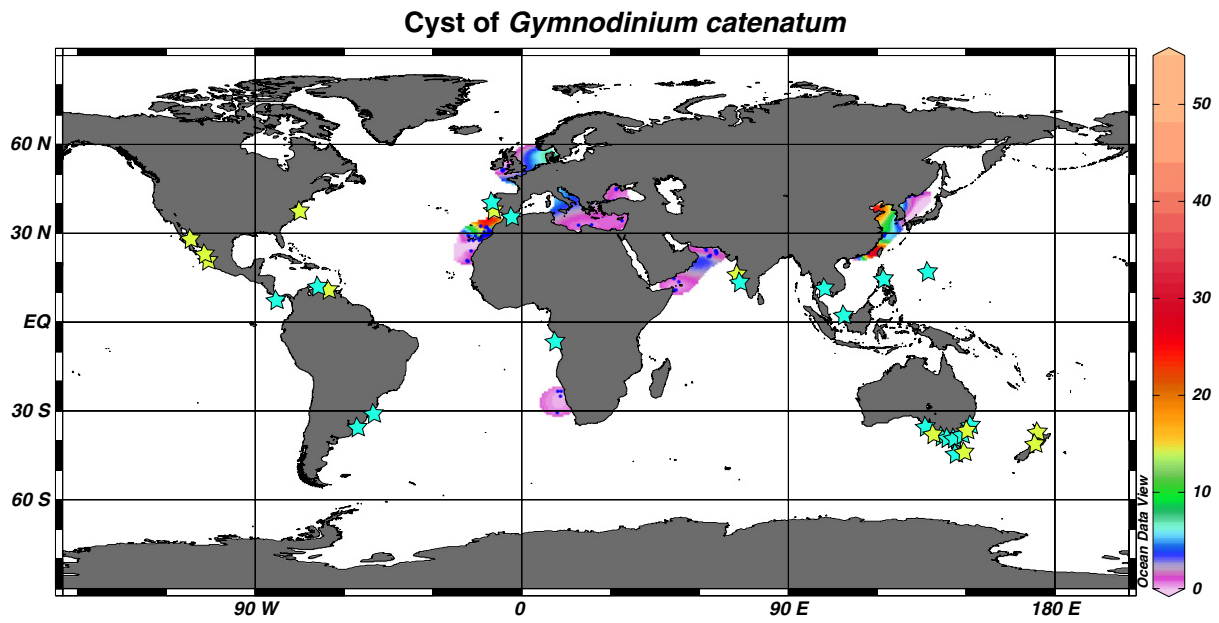 Cyst of Gymnodinium catenatum
60 N
30 N
EQ
30 S
60 S
90 W
0
90 E
180 E
Ocean Data View
50
40
30
20
10
0